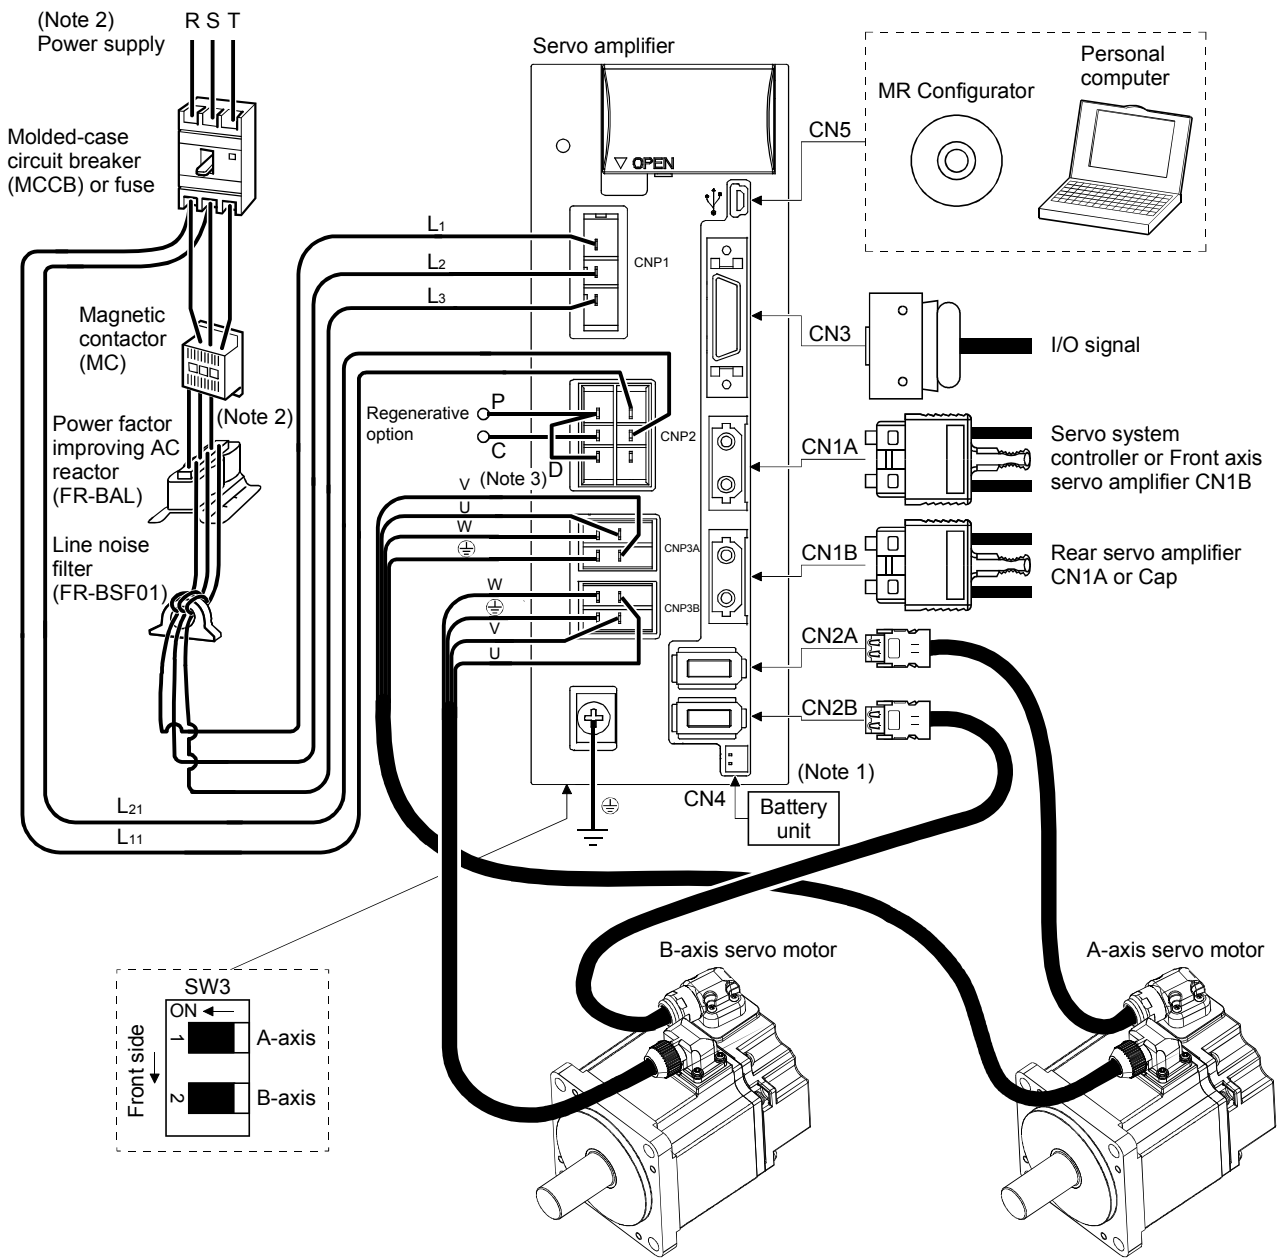 (Note 2)
Power supply
R S T
Servo amplifier
Molded-case
circuit breaker
(MCCB) or fuse
▽ OPEN
CN5
MR Configurator
Personal
computer
L1
L2
L3
CNP1
Magnetic
contactor
(MC)
(Note 2)
CN3
I/O signal
Regenerative
option
P
C
D
(Note 3)
CNP2
Power factor
improving AC
reactor
(FR-BAL)
CN1A
Servo system
controller or Front axis
servo amplifier CN1B
V
U
W
CNP3A
Line noise
filter
(FR-BSF01)
CN1B
Rear servo amplifier
CN1A or Cap
W
V
U
CNP3B
CN2A
CN2B
(Note 1)
CN4
Battery
unit
L21
L11
B-axis servo motor
A-axis servo motor
SW3
ON
Front side
1
A-axis
2
B-axis